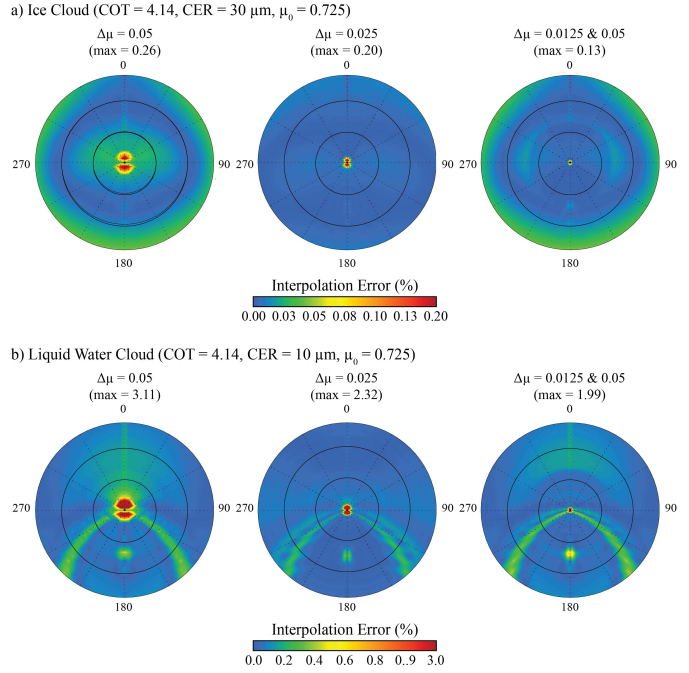 a) Ice Cloud (COT = 4.14, CER = 30 µm, µ₀ = 0.725)
Δµ = 0.05
(max = 0.26)
Δµ = 0.025
(max = 0.20)
Δµ = 0.0125 & 0.05
(max = 0.13)
0
0
0
270
90
270
90
270
90
180
180
180
Interpolation Error (%)
0.00 0.03 0.05 0.08 0.10 0.13 0.20
b) Liquid Water Cloud (COT = 4.14, CER = 10 µm, µ₀ = 0.725)
Δµ = 0.05
(max = 3.11)
Δµ = 0.025
(max = 2.32)
Δµ = 0.0125 & 0.05
(max = 1.99)
0
0
0
270
90
270
90
270
90
180
180
180
Interpolation Error (%)
0.0 0.2 0.4 0.6 0.8 0.9 3.0